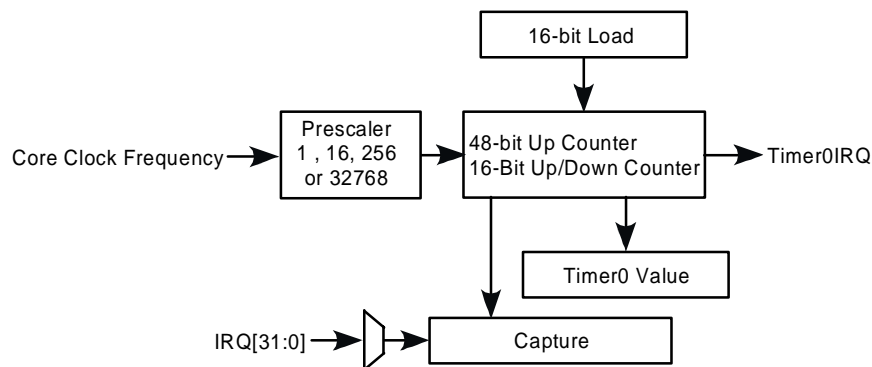 16-bit Load
Prescaler
1 , 16, 256
or 32768
48-bit Up Counter
16-Bit Up/Down Counter
Core Clock Frequency
Timer0IRQ
Timer0 Value
IRQ[31:0]
Capture